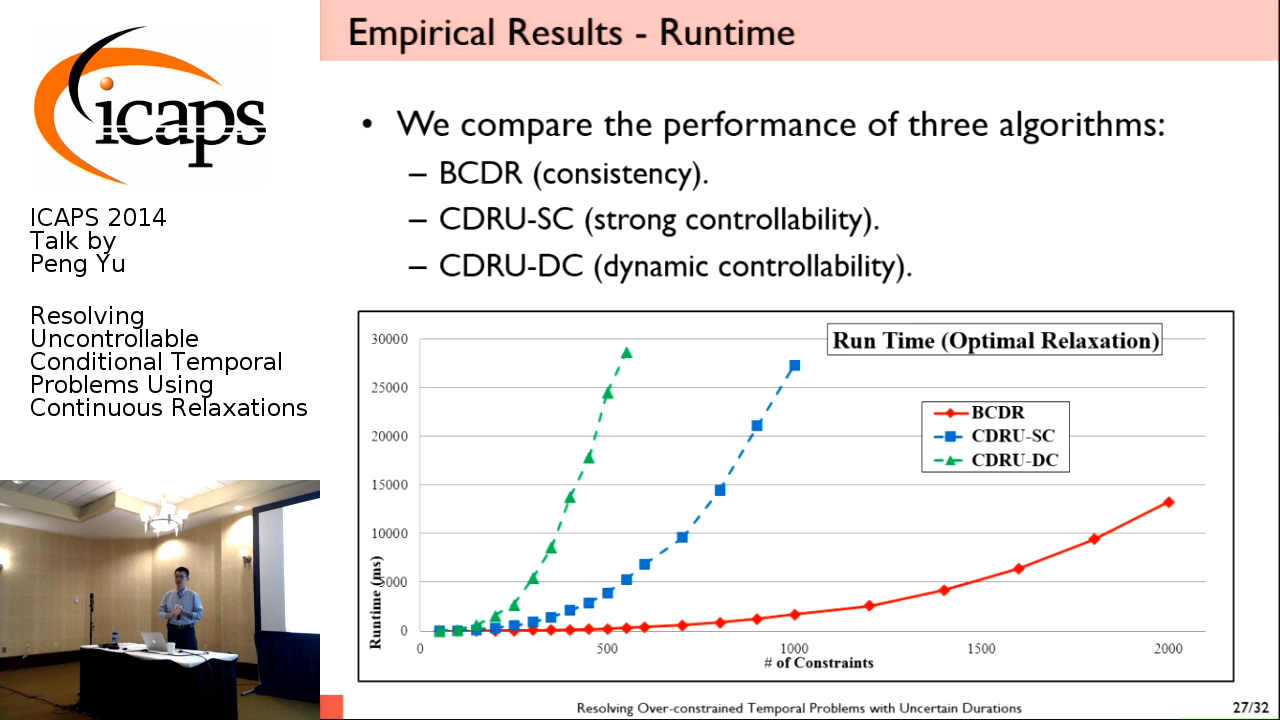 icaps
ICAPS 2014
Talk by
Peng Yu
Resolving
Uncontrollable
Conditional Temporal
Problems Using
Continuous Relaxations
Empirical Results - Runtime
• We compare the performance of three algorithms:
– BCDR (consistency).
– CDRU-SC (strong controllability).
– CDRU-DC (dynamic controllability).
Run Time (Optimal Relaxation)
BCDR
CDRU-SC
CDRU-DC
30000
25000
20000
15000
10000
5000
0
Runtime (ms)
0 500 1000 1500 2000
# of Constraints
Resolving Over-constrained Temporal Problems with Uncertain Durations
27/32